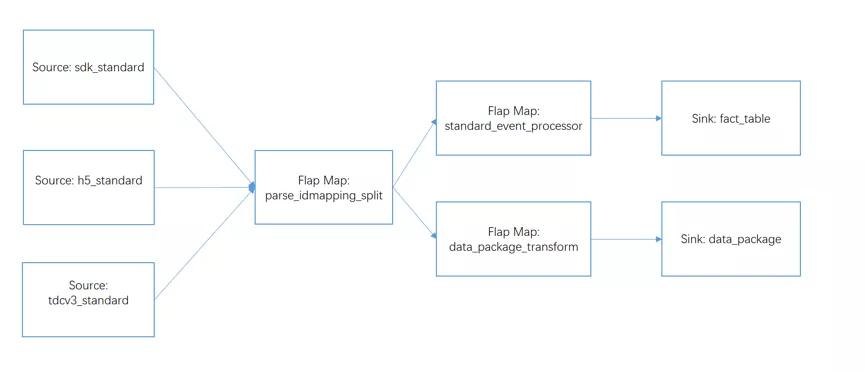 Source: sdk_standard
Source: h5_standard
Source:
tdcv3_standard
Flap Map:
parse_idmapping_split
Flap Map:
standard_event_processor
Flap Map:
data_package_transform
Sink: fact_table
Sink: data_package